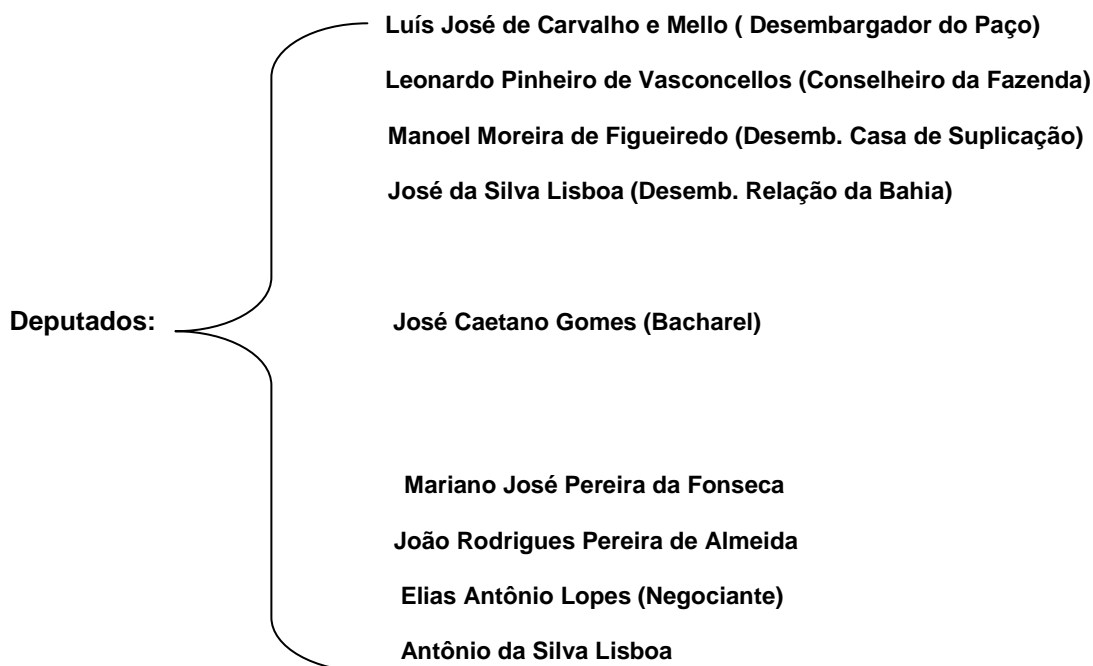 Luís José de Carvalho e Mello ( Desembargador do Paço)
Leonardo Pinheiro de Vasconcellos (Conselheiro da Fazenda)
Manoel Moreira de Figueiredo (Desemb. Casa de Suplicação)
José da Silva Lisboa (Desemb. Relação da Bahia)
Deputados:
José Caetano Gomes (Bacharel)
Mariano José Pereira da Fonseca
João Rodrigues Pereira de Almeida
Elias Antônio Lopes (Negociante)
Antônio da Silva Lisboa